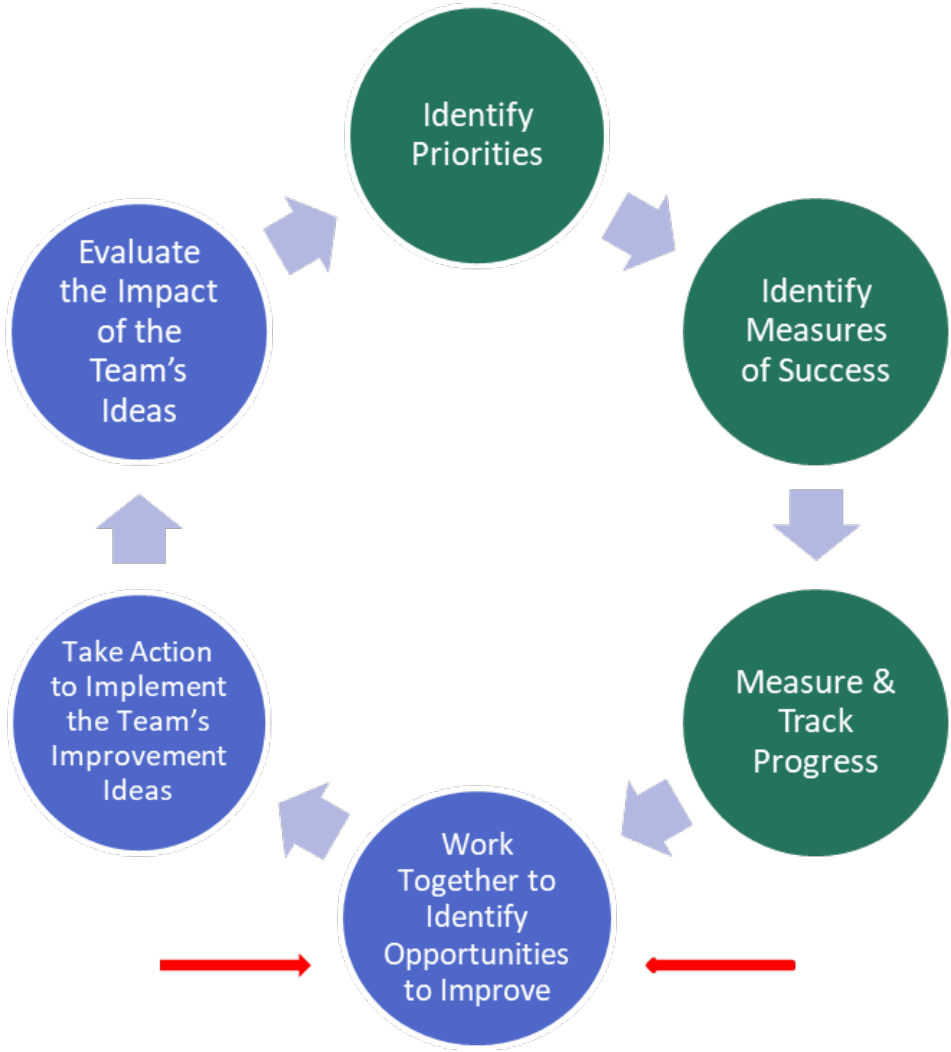 Identify
Priorities
Identify
Measures
of Success
Measure &
Track
Progress
Work
Together to
Identify
Opportunities
to Improve
Take Action
to Implement
the Team’s
Improvement
Ideas
Evaluate
the Impact
of the
Team’s
Ideas